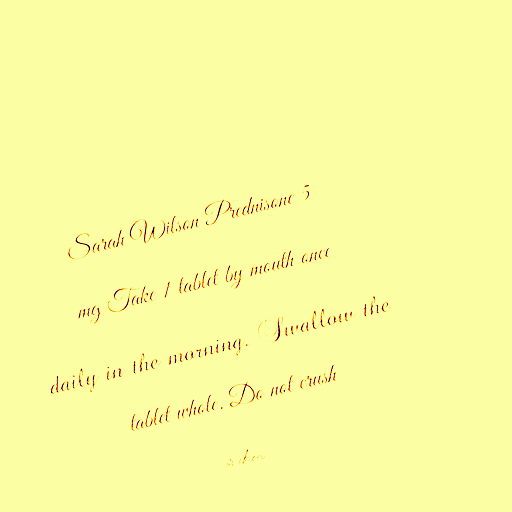 Sarah Wilson Prednisone 5
mg Take 1 tablet by mouth once
daily in the morning. Swallow the
tablet whole. Do not crush